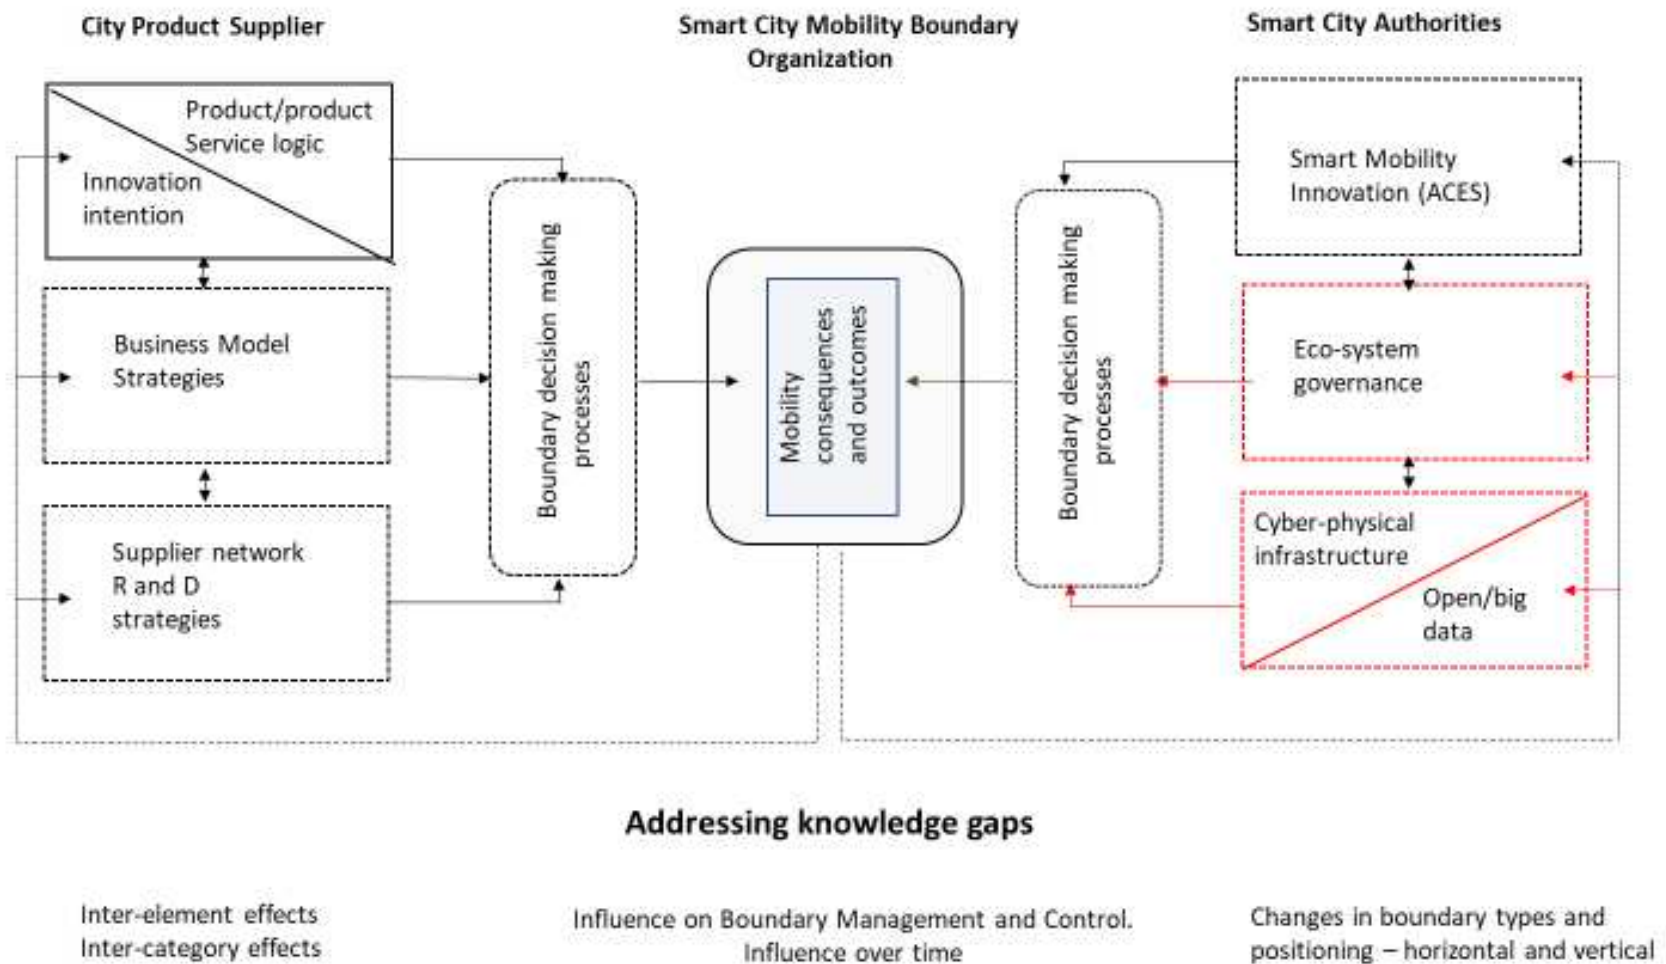 City Product Supplier
Smart City Mobility Boundary
Organization
Smart City Authorities
Product/product
Service logic
Innovation
intention
Business Model
Strategies
Supplier network
R and D
strategies
Boundary decision making
processes
Mobility
consequences
and outcomes
Boundary decision making
processes
Smart Mobility
Innovation (ACES)
Eco-system
governance
Cyber-physical
infrastructure
Open/big
data
Addressing knowledge gaps
Inter-element effects
Inter-category effects
Influence on Boundary Management and Control.
Influence over time
Changes in boundary types and
positioning – horizontal and vertical